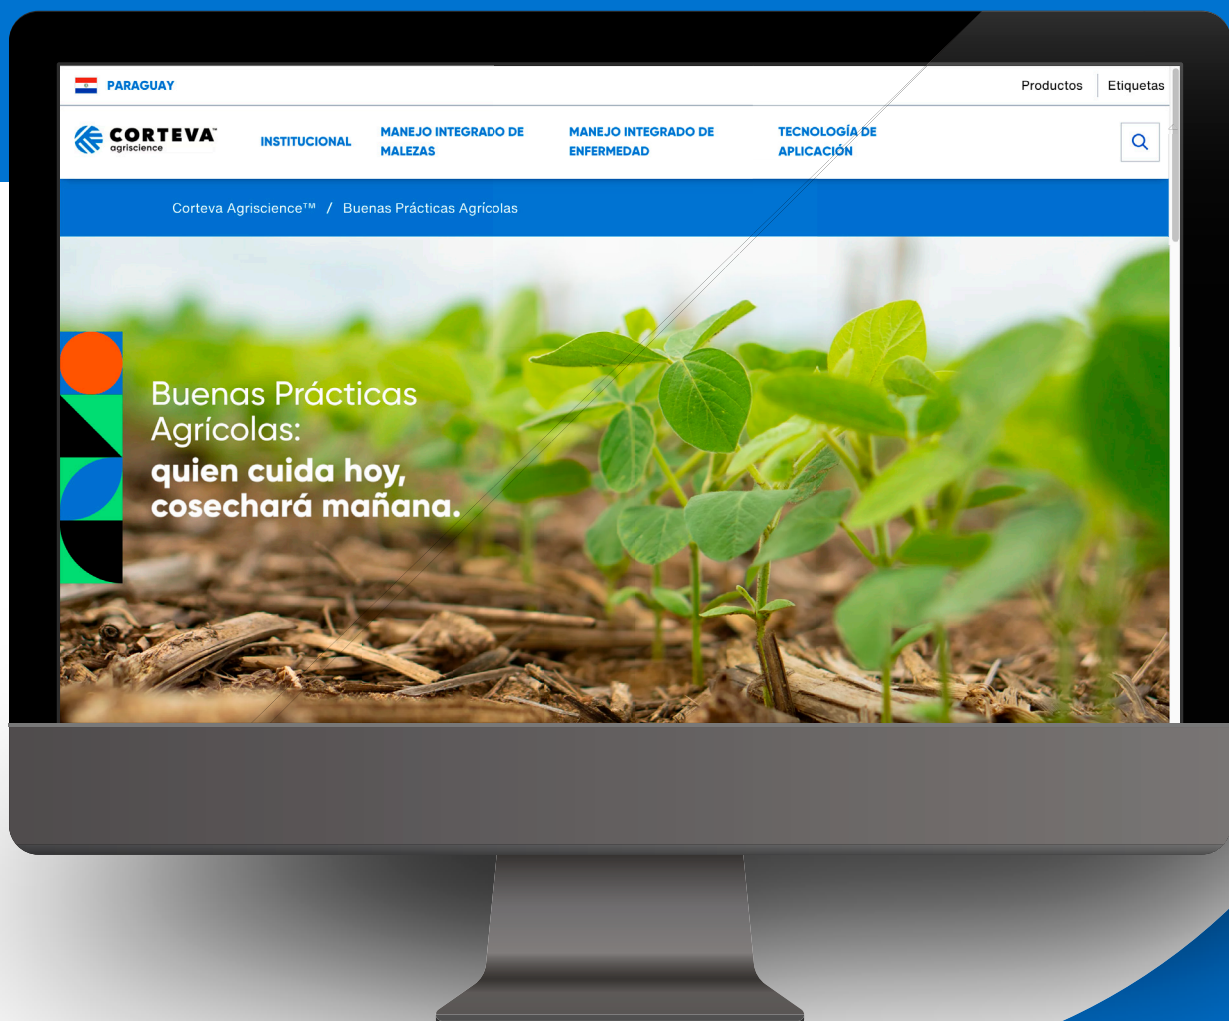 PARAGUAY
Productos
Etiquetas
CORTEVA™
agriscience
INSTITUCIONAL
MANEJO INTEGRADO DE
MALEZAS
MANEJO INTEGRADO DE
ENFERMEDAD
TECNOLOGÍA DE
APLICACIÓN
Corteva Agriscience™ / Buenas Prácticas Agrícolas
Buenas Prácticas
Agrícolas:
quien cuida hoy,
cosechará mañana.